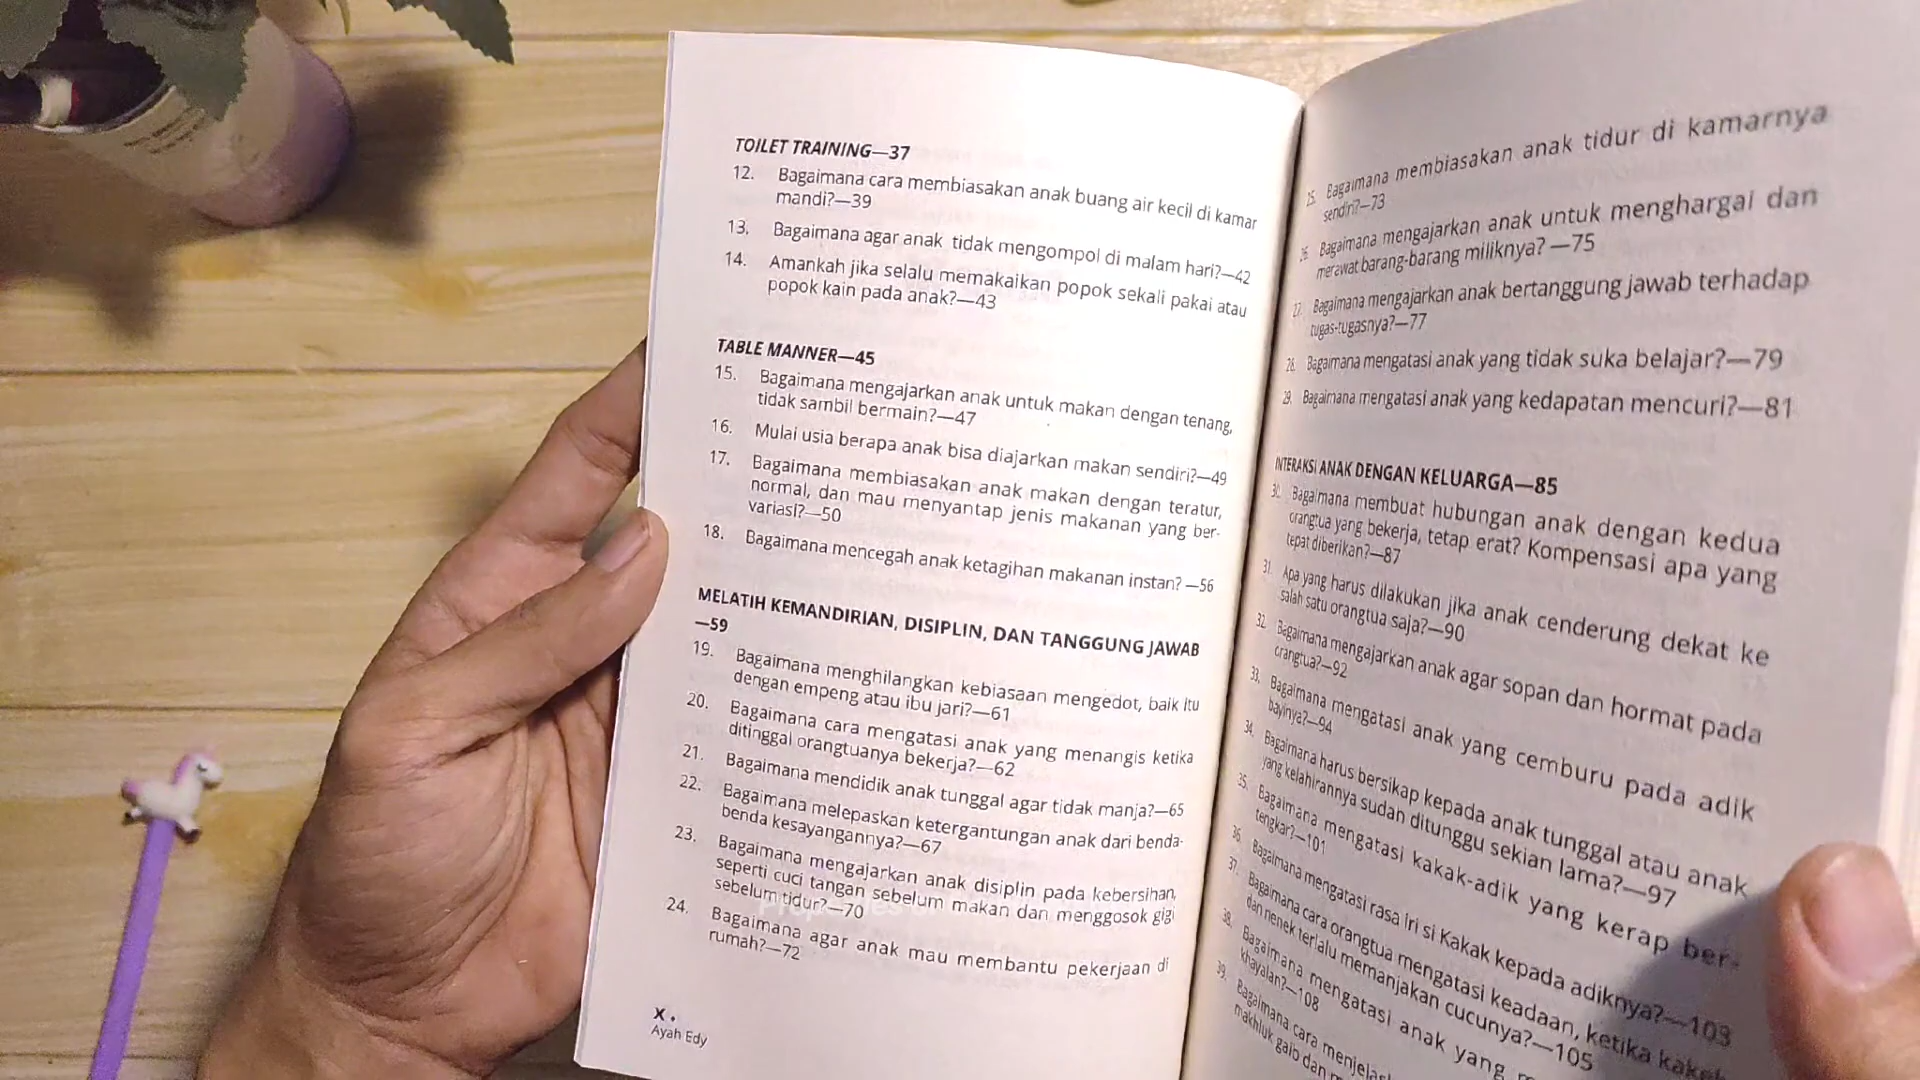 TOILET TRAINING—37
12. Bagaimana cara membiasakan anak buang air kecil di kamar
mandi?—39
13. Bagaimana agar anak tidak mengompol di malam hari?—42
14. Amankah jika selalu memakaikan popok sekali pakai atau
popok kain pada anak?—43
TABLE MANNER—45
15. Bagaimana mengajarkan anak untuk makan dengan tenang,
tidak sambil bermain?—47
16. Mulai usia berapa anak bisa diajarkan makan sendiri?—49
17. Bagaimana membiasakan anak makan dengan teratur,
normal, dan mau menyantap jenis makanan yang ber-
variasi?—50
18. Bagaimana mencegah anak ketagihan makanan instan? —56
MELATIH KEMANDIRIAN, DISIPLIN, DAN TANGGUNG JAWAB
—59
19. Bagaimana menghilangkan kebiasaan mengedot, baik itu
dengan empeng atau ibu jari?—61
20. Bagaimana cara mengatasi anak yang menangis ketika
ditinggal orangtuanya bekerja?—62
21. Bagaimana mendidik anak tunggal agar tidak manja?—65
22. Bagaimana melepaskan ketergantungan anak dari benda-
benda kesayangannya?—67
23. Bagaimana mengajarkan anak disiplin pada kebersihan,
seperti cuci tangan sebelum makan dan menggosok gigi
sebelum tidur?—70
24. Bagaimana agar anak mau membantu pekerjaan di
rumah?—72
X •
Ayah Edy
25. Bagaimana membiasakan anak tidur di kamarnya
sendiri?—73
26. Bagaimana mengajarkan anak untuk menghargai dan
merawat barang-barang miliknya? —75
27. Bagaimana mengajarkan anak bertanggung jawab terhadap
tugas-tugasnya?—77
28. Bagaimana mengatasi anak yang tidak suka belajar?—79
29. Bagaimana mengatasi anak yang kedapatan mencuri?—81
INTERAKSI ANAK DENGAN KELUARGA—85
30. Bagaimana membuat hubungan anak dengan kedua
orangtua yang bekerja, tetap erat? Kompensasi apa yang
tepat diberikan?—87
31. Apa yang harus dilakukan jika anak cenderung dekat ke
salah satu orangtua saja?—90
32. Bagaimana mengajarkan anak agar sopan dan hormat pada
orangtua?—92
33. Bagaimana mengatasi anak yang cemburu pada adik
bayinya?—94
34. Bagaimana harus bersikap kepada anak tunggal atau anak
yang kelahirannya sudah ditunggu sekian lama?—97
35. Bagaimana mengatasi kakak-adik yang kerap ber-
tengkar?—101
36. Bagaimana mengatasi rasa iri si Kakak kepada adiknya?—103
37. Bagaimana cara orangtua mengatasi keadaan, ketika kakek
dan nenek terlalu memanjakan cucunya?—105
38. Bagaimana mengatasi anak yang
khayalan?—108
39. Bagaimana cara
makhluk gaib dan